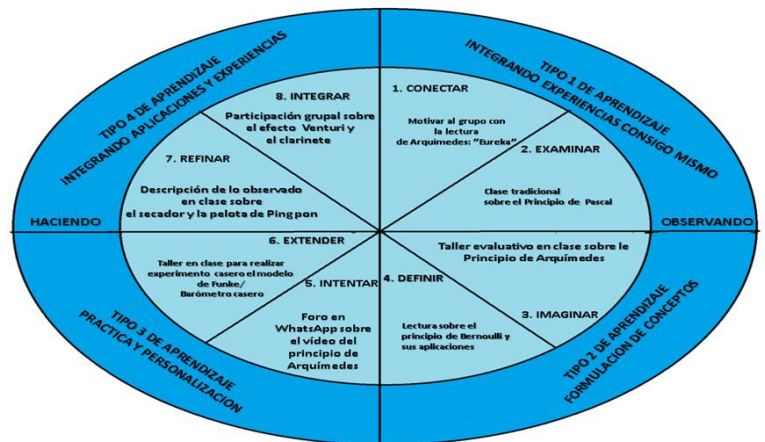 TIPO 4 DE APRENDIZAJE
INTEGRANDO APLICACIONES Y EXPERIENCIAS
TIPO 1 DE APRENDIZAJE
INTEGRANDO EXPERIENCIAS CONSIGO MISMO
8. INTEGRAR
Participación grupal sobre
el efecto Venturi y
el clarinete
1. CONECTAR
Motivar al grupo con
la lectura
de Arquimedes: "Eureka"
7. REFINAR
Descripción de lo observado
en clase sobre
el secador y la pelota de Ping pon
2. EXAMINAR
Clase tradicional
sobre el Principio de Pascal
HACIENDO
OBSERVANDO
6. EXTENDER
Taller en clase para realizar
experimento casero el modelo
de Funke/
Barómetro casero
Taller evaluativo en clase sobre le
Principio de Arquímedes
3. IMAGINAR
5. INTENTAR
Foro en
WhatsApp sobre
el vídeo del
principio de
Arquímedes
4. DEFINIR
Lectura sobre el
principio de Bernoulli y
sus aplicaciones
TIPO 3 DE APRENDIZAJE
PRACTICA Y PERSONALIZACION
TIPO 2 DE APRENDIZAJE
FORMULACION DE CONCEPTOS